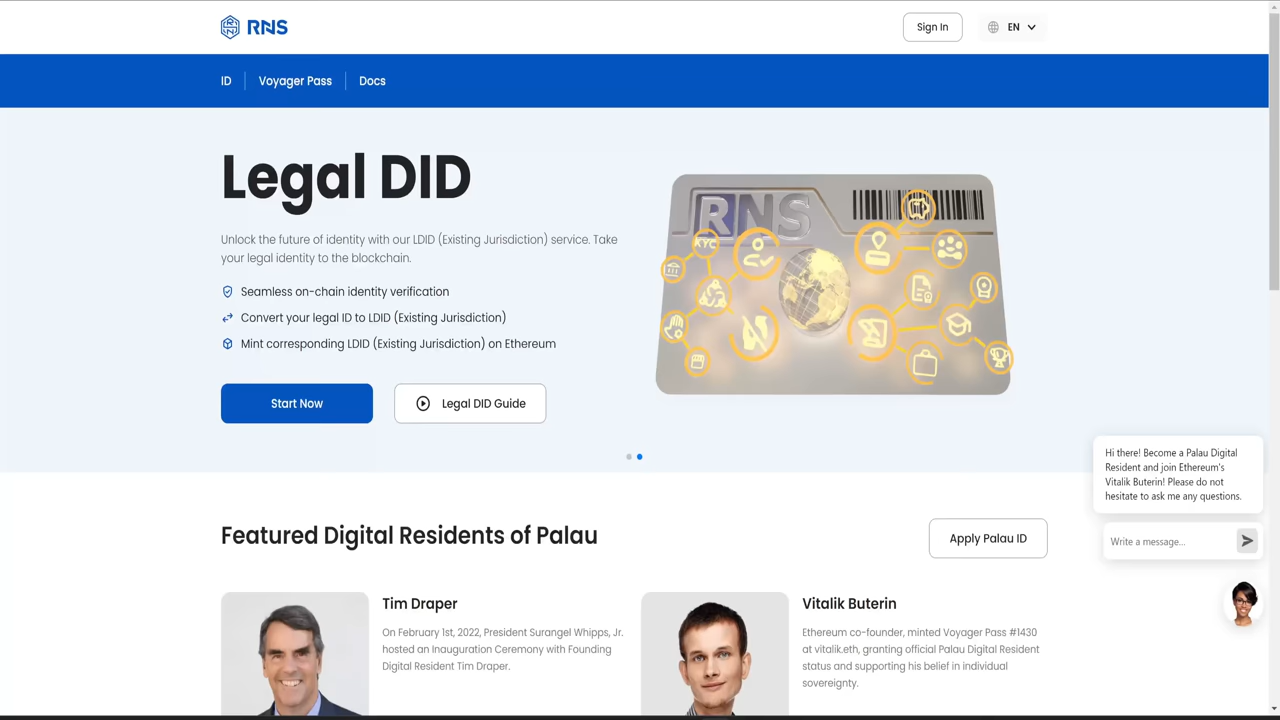 RNS
Sign In
EN
ID
Voyager Pass
Docs
Legal DID
Unlock the future of identity with our LDID (Existing Jurisdiction) service. Take
your legal identity to the blockchain.
Seamless on-chain identity verification
Convert your legal ID to LDID (Existing Jurisdiction)
Mint corresponding LDID (Existing Jurisdiction) on Ethereum
Start Now
Legal DID Guide
RNS
KYC
Hi there! Become a Palau Digital
Resident and join Ethereum's
Vitalik Buterin! Please do not
hesitate to ask me any questions.
Write a message...
Featured Digital Residents of Palau
Apply Palau ID
Tim Draper
On February 1st, 2022, President Surangel Whipps, Jr.
hosted an Inauguration Ceremony with Founding
Digital Resident Tim Draper.
Vitalik Buterin
Ethereum co-founder, minted Voyager Pass #1430
at vitalik.eth, granting official Palau Digital Resident
status and supporting his belief in individual
sovereignty.